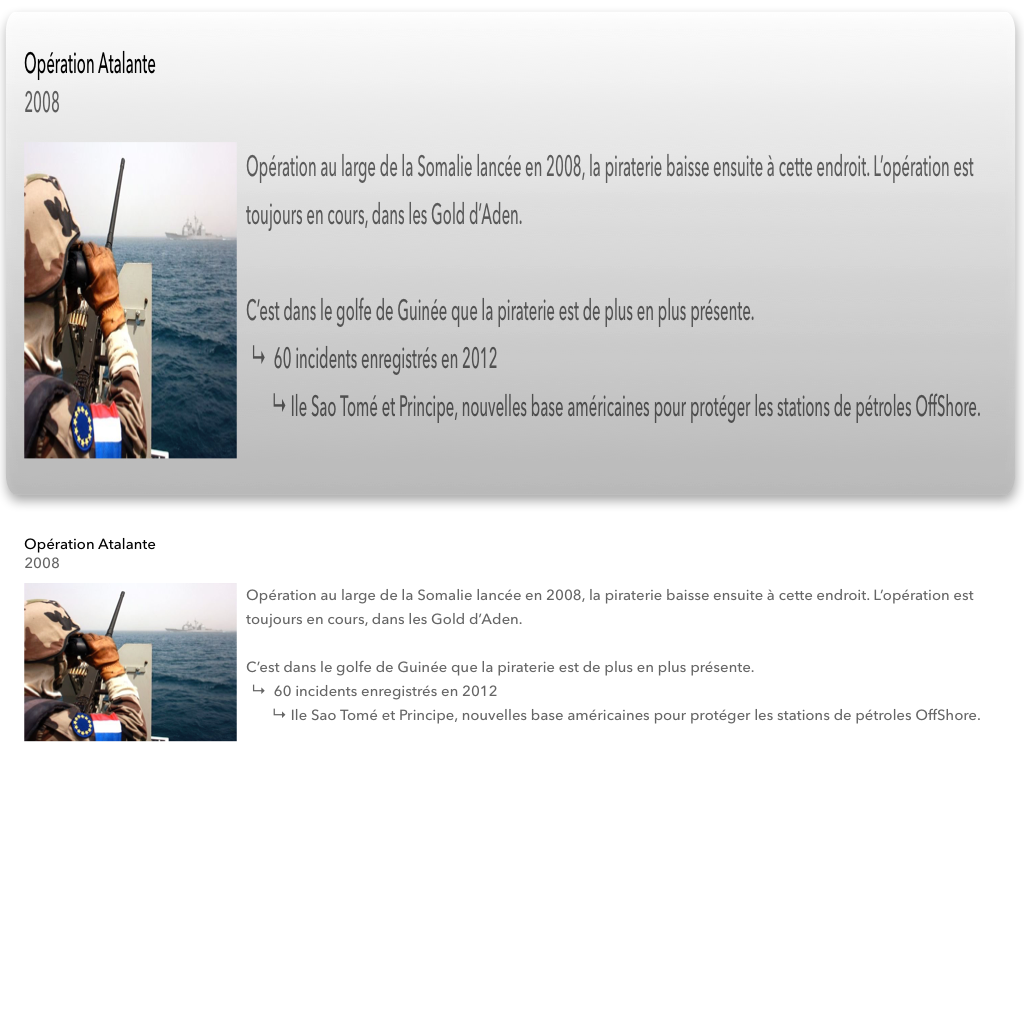 Opération Atalante
2008
Opération au large de la Somalie lancée en 2008, la piraterie baisse ensuite à cette endroit. L’opération est
toujours en cours, dans les Gold d’Aden.
C’est dans le golfe de Guinée que la piraterie est de plus en plus présente.
↳ 60 incidents enregistrés en 2012
↳ Ile Sao Tomé et Principe, nouvelles base américaines pour protéger les stations de pétroles OffShore.
Opération Atalante
2008
Opération au large de la Somalie lancée en 2008, la piraterie baisse ensuite à cette endroit. L’opération est
toujours en cours, dans les Gold d’Aden.
C’est dans le golfe de Guinée que la piraterie est de plus en plus présente.
↳ 60 incidents enregistrés en 2012
↳ Ile Sao Tomé et Principe, nouvelles base américaines pour protéger les stations de pétroles OffShore.